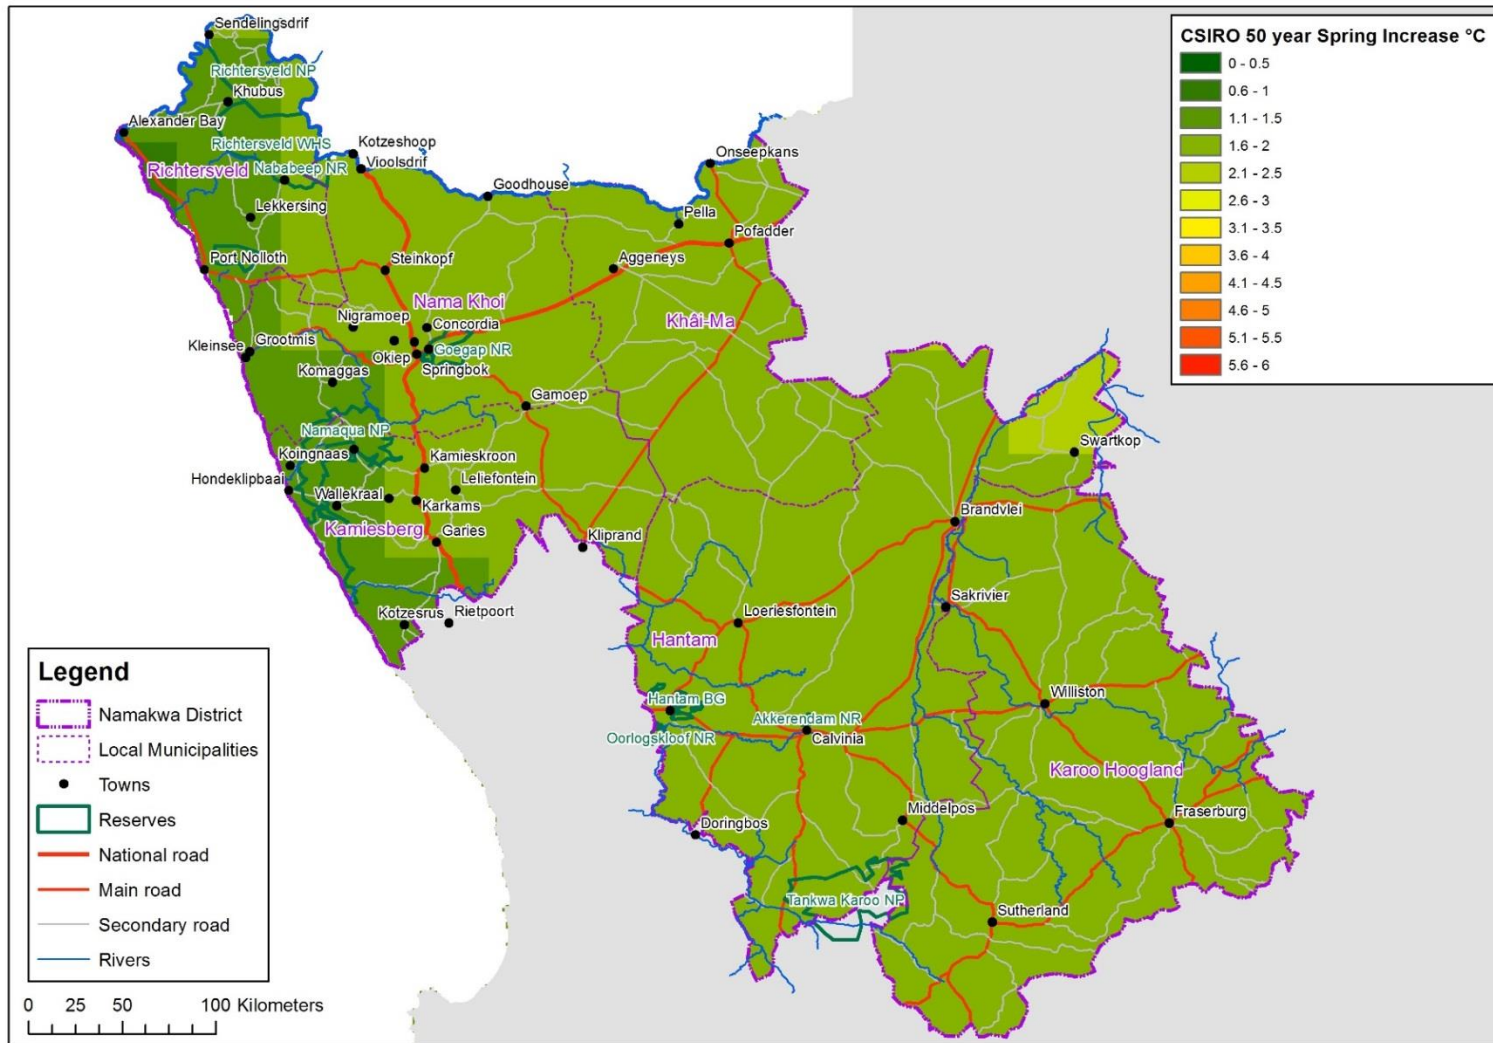 Sendelingsdrif
Richtersveld NP
Khubus
Alexander Bay
Richtersveld WHS
Kotzeshoop
Vioolsdrif
Richtersveld
Nababeep NR
Goodhouse
Onseepkans
Lekkersing
Pella
Pofadder
Port Nolloth
Steinkopf
Aggeneys
Nama Khoi
Khâi-Ma
Nigramoep
Concordia
Kleinsee
Grootmis
Okiep
Goegap NR
Springbok
Komaggas
Gamoep
Namaqua NP
Koingnaas
Kamieskroon
Swartkop
Hondeklipbaai
Wallekraal
Leliefontein
Karkams
Kamiesberg
Garies
Kliprand
Brandvlei
Kotzesrus
Rietpoort
Loeriesfontein
Sakrivier
Hantam
Hantam BG
Akkerendam NR
Williston
Oorlogskloof NR
Calvinia
Karoo Hoogland
Middelpos
Fraserburg
Doringbos
Tankwa Karoo NP
Sutherland
CSIRO 50 year Spring Increase °C
0 - 0.5
0.6 - 1
1.1 - 1.5
1.6 - 2
2.1 - 2.5
2.6 - 3
3.1 - 3.5
3.6 - 4
4.1 - 4.5
4.6 - 5
5.1 - 5.5
5.6 - 6
Legend
Namakwa District
Local Municipalities
Towns
Reserves
National road
Main road
Secondary road
Rivers
0 25 50 100 Kilometers